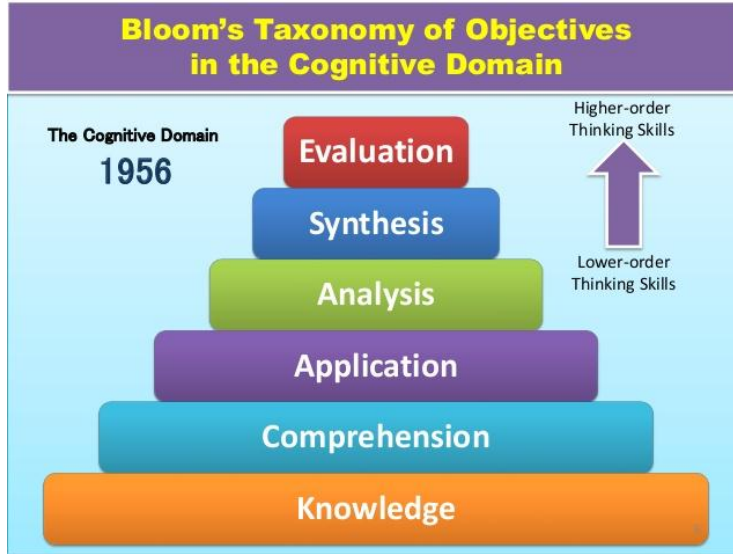 Bloom's Taxonomy of Objectives
in the Cognitive Domain
The Cognitive Domain
1956
Higher-order
Thinking Skills
Evaluation
Synthesis
Lower-order
Thinking Skills
Analysis
Application
Comprehension
Knowledge